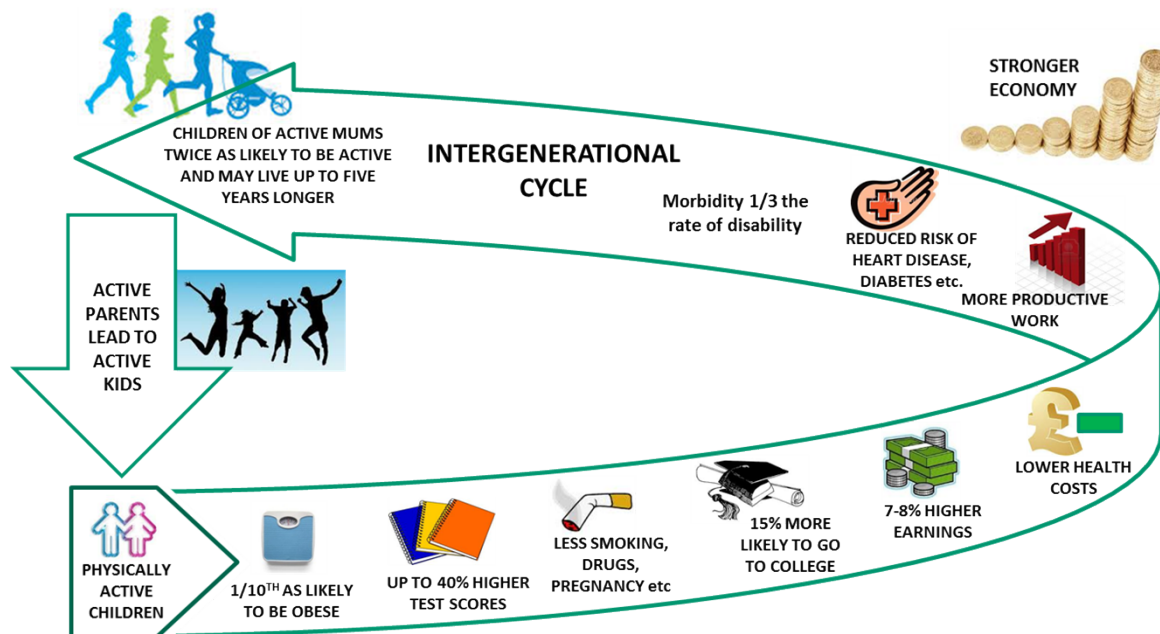 STRONGER
ECONOMY
CHILDREN OF ACTIVE MUMS
TWICE AS LIKELY TO BE ACTIVE
AND MAY LIVE UP TO FIVE
YEARS LONGER
INTERGENERATIONAL
CYCLE
Morbidity 1/3 the
rate of disability
REDUCED RISK OF
HEART DISEASE,
DIABETES etc.
MORE PRODUCTIVE
WORK
ACTIVE
PARENTS
LEAD TO
ACTIVE
KIDS
PHYSICALLY
ACTIVE
CHILDREN
1/10TH AS LIKELY
TO BE OBESE
UP TO 40% HIGHER
TEST SCORES
LESS SMOKING,
DRUGS,
PREGNANCY etc
15% MORE
LIKELY TO GO
TO COLLEGE
7-8% HIGHER
EARNINGS
£
LOWER HEALTH
COSTS